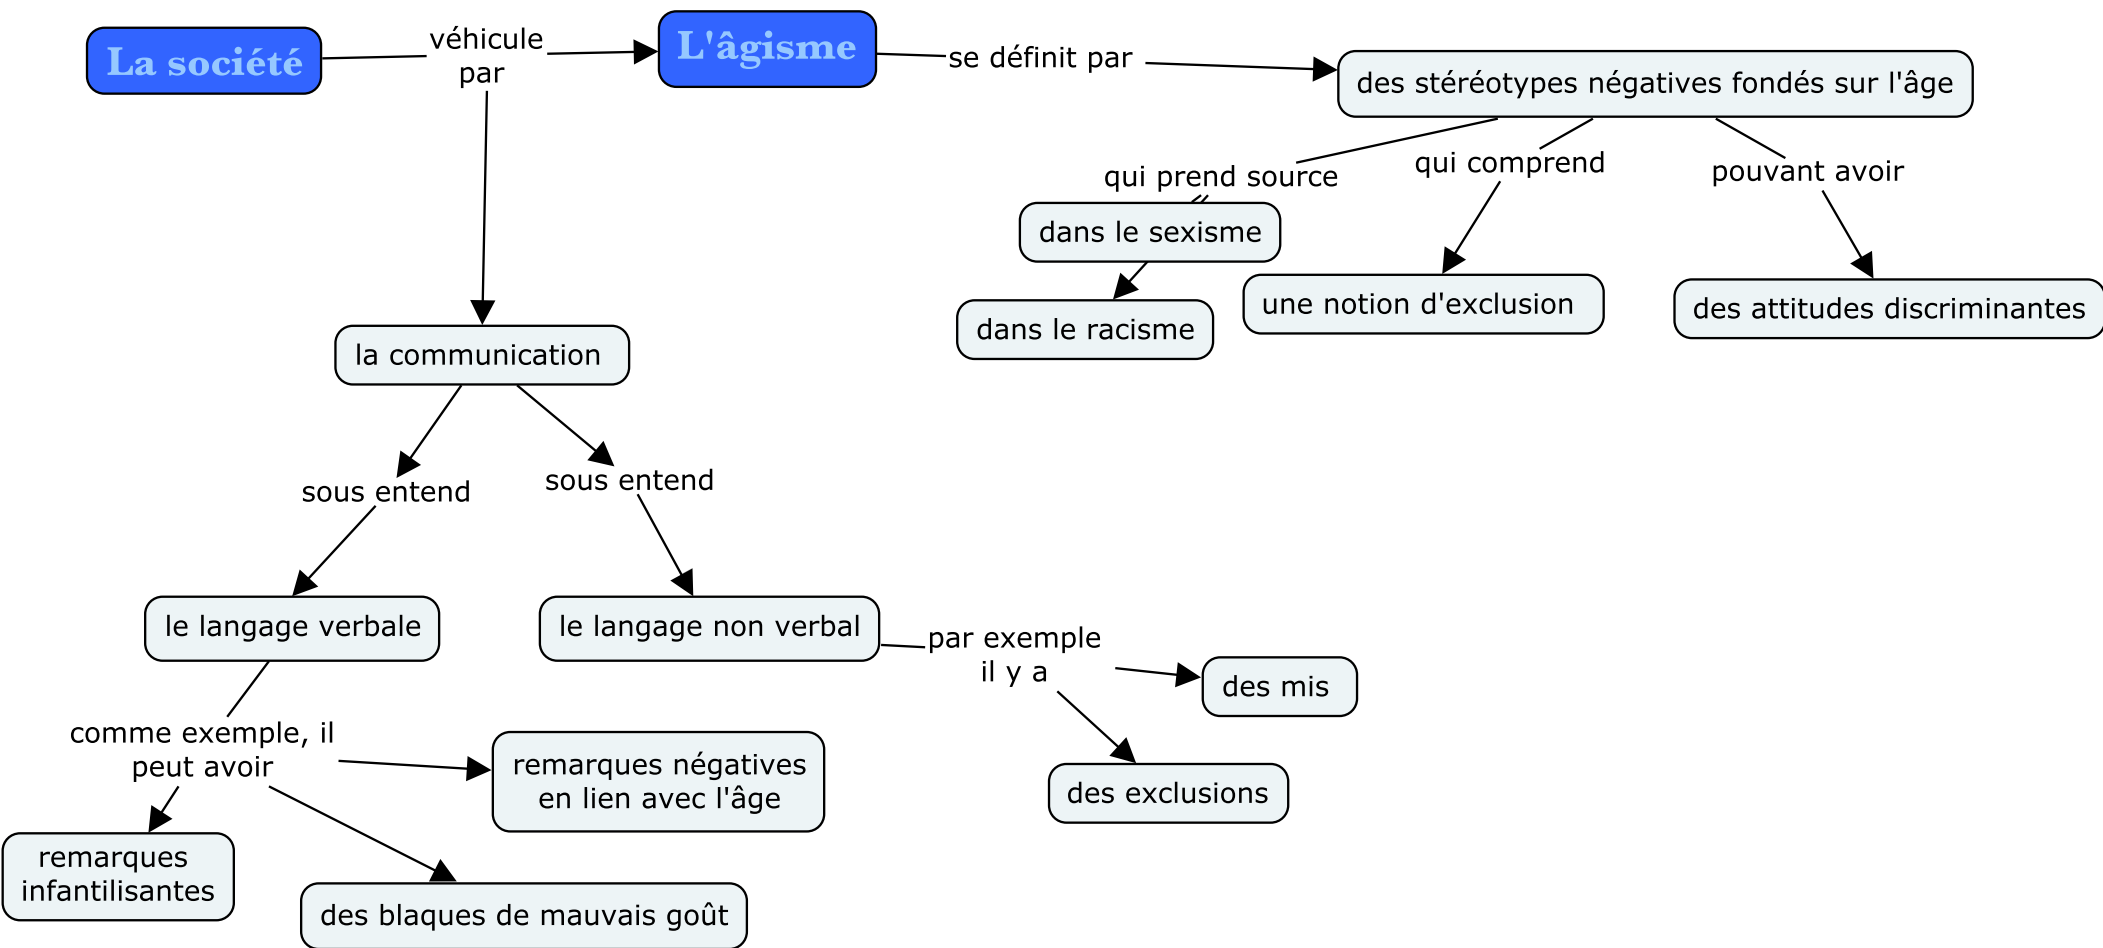 La société
véhicule
par
L'âgisme
se définit par
des stéréotypes négatives fondés sur l'âge
qui prend source
qui comprend
pouvant avoir
dans le sexisme
dans le racisme
une notion d'exclusion
des attitudes discriminantes
la communication
sous entend
sous entend
le langage verbale
le langage non verbal
par exemple
il y a
des mis
des exclusions
comme exemple, il
peut avoir
remarques négatives
en lien avec l'âge
remarques
infantilisantes
des blaques de mauvais goût